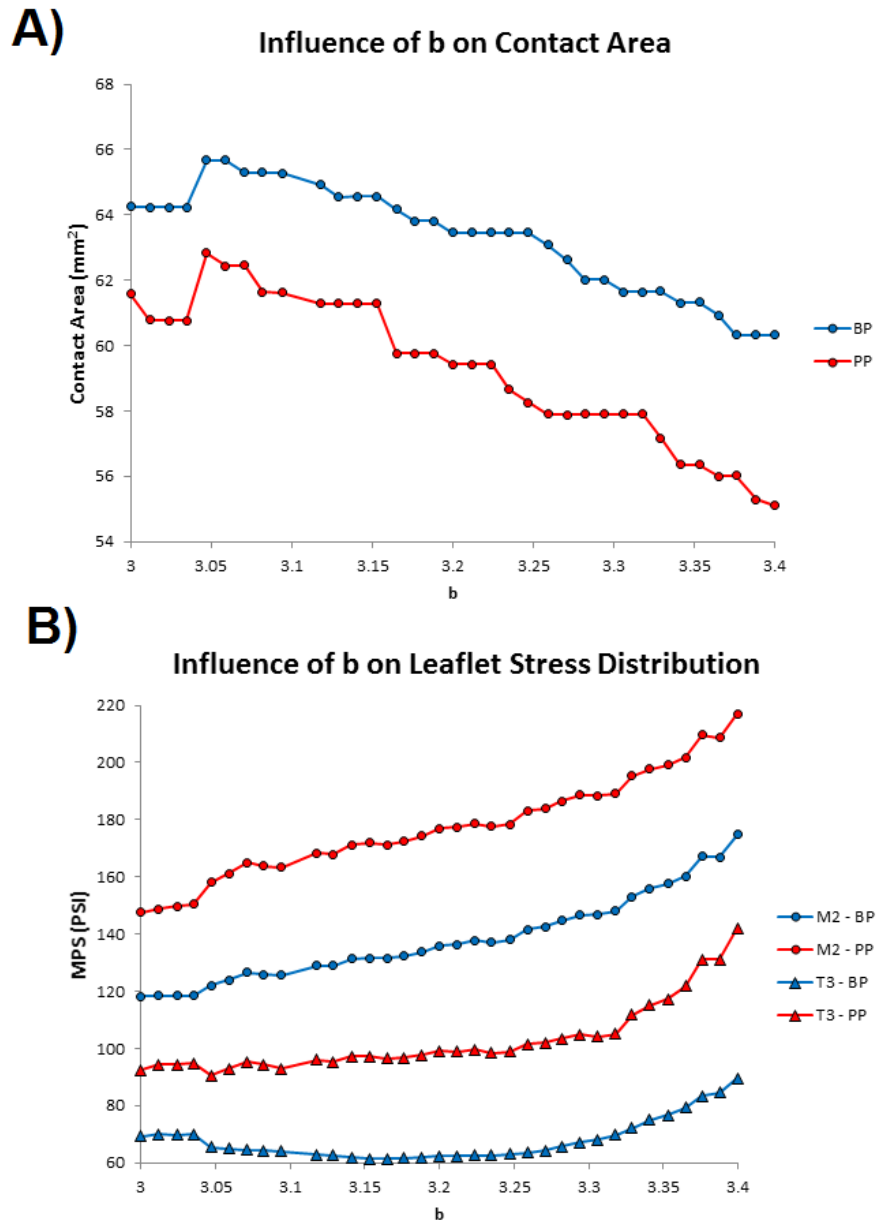 A)
Influence of b on Contact Area
68
66
64
62
60
58
56
54
Contact Area (mm²)
3 3.05 3.1 3.15 3.2 3.25 3.3 3.35 3.4
b
BP
PP
B)
Influence of b on Leaflet Stress Distribution
220
200
180
160
140
120
100
80
60
MPS (PSI)
3 3.05 3.1 3.15 3.2 3.25 3.3 3.35 3.4
b
M2 - BP
M2 - PP
T3 - BP
T3 - PP